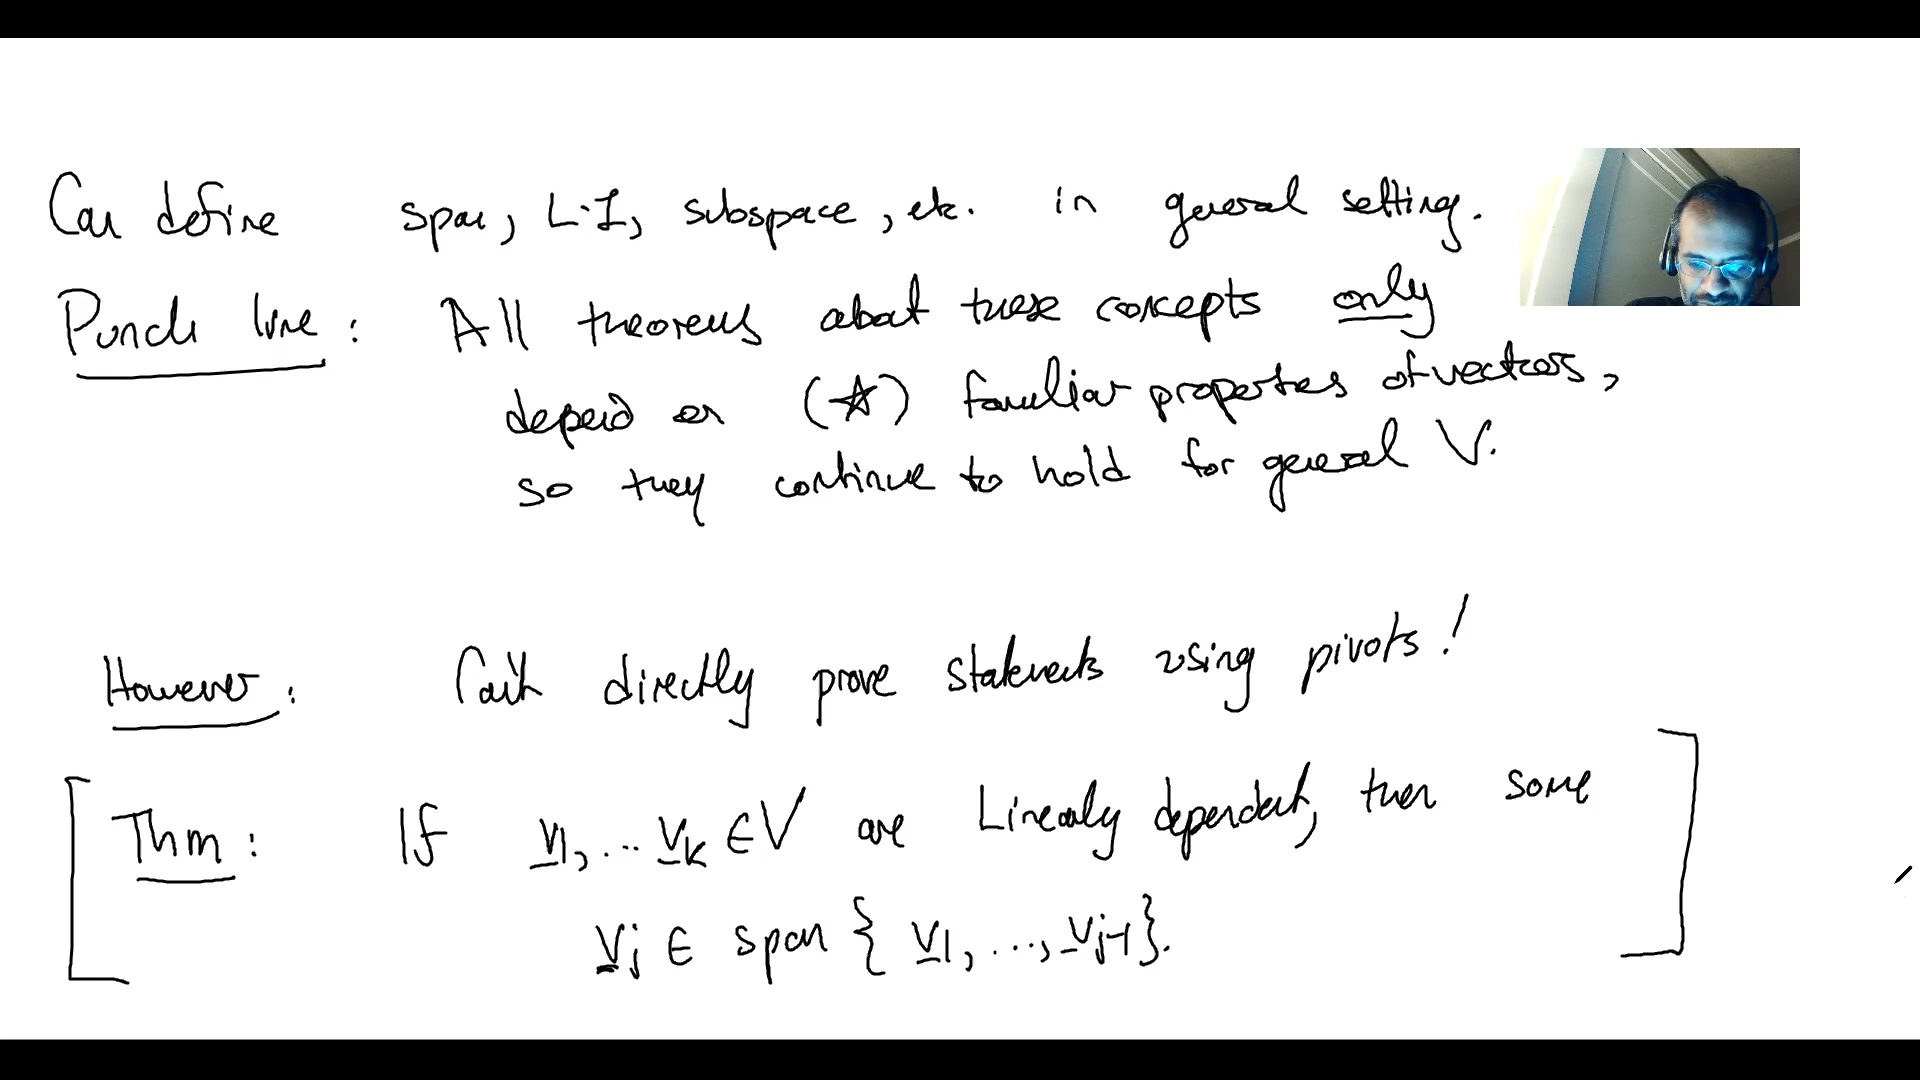 Can define span, L.I, subspace, etc. in general setting.
Punch line: All theorems about these concepts only
depend on (☆) familiar properties of vectors,
so they continue to hold for general V.
However: Can't directly prove statements using pivots!
Thm: If v1, ... vk ∈ V are Linearly dependent, then some
vj ∈ span { v1, ..., vj-1}.